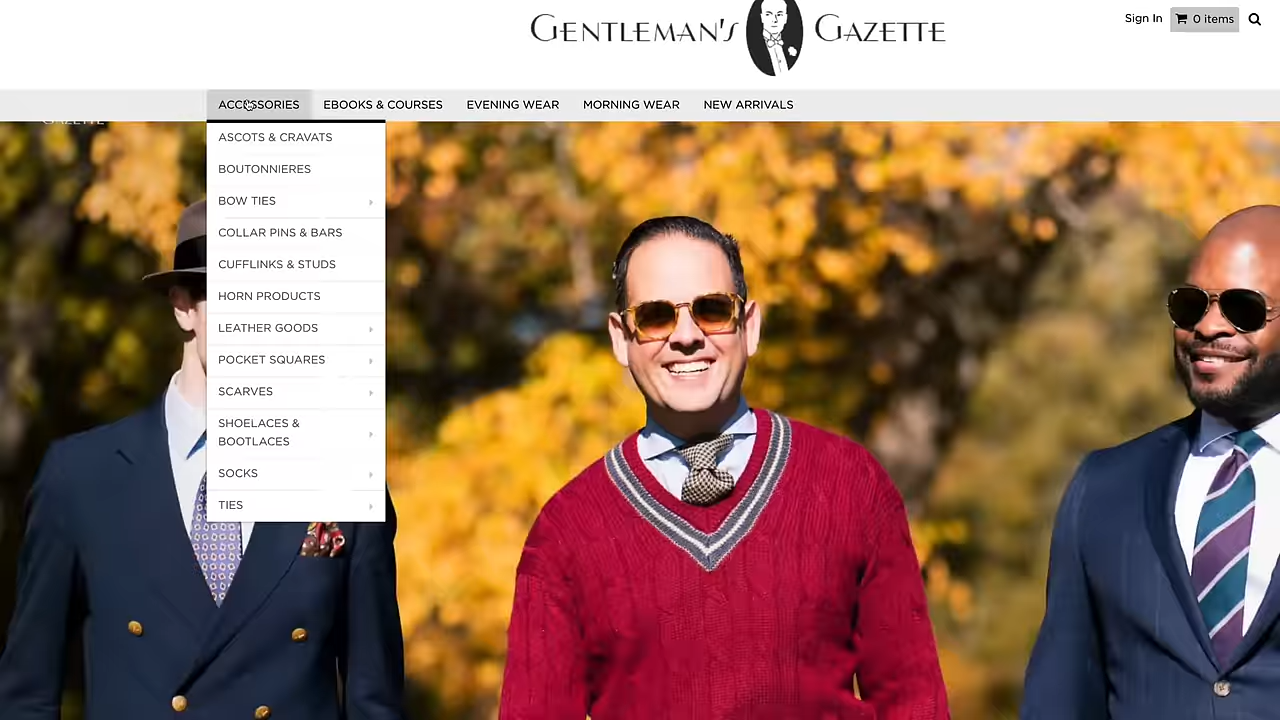 GENTLEMAN'S GAZETTE
Sign In
0 items
ACCESSORIES
EBOOKS & COURSES
EVENING WEAR
MORNING WEAR
NEW ARRIVALS
GAZETTE
ASCOTS & CRAVATS
BOUTONNIERES
BOW TIES
COLLAR PINS & BARS
CUFFLINKS & STUDS
HORN PRODUCTS
LEATHER GOODS
POCKET SQUARES
SCARVES
SHOELACES &
BOOTLACES
SOCKS
TIES